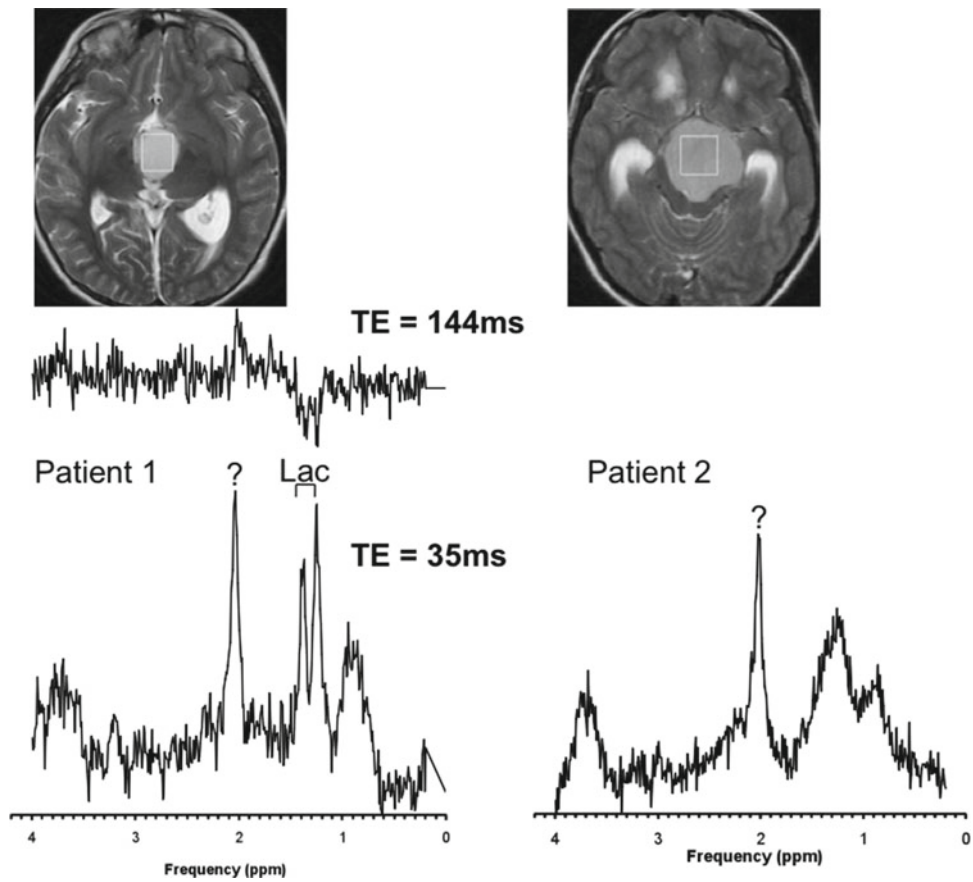 TE = 144ms
Patient 1
?
Lac
TE = 35ms
Patient 2
?
4 3 2 1 0
Frequency (ppm)
4 3 2 1 0
Frequency (ppm)